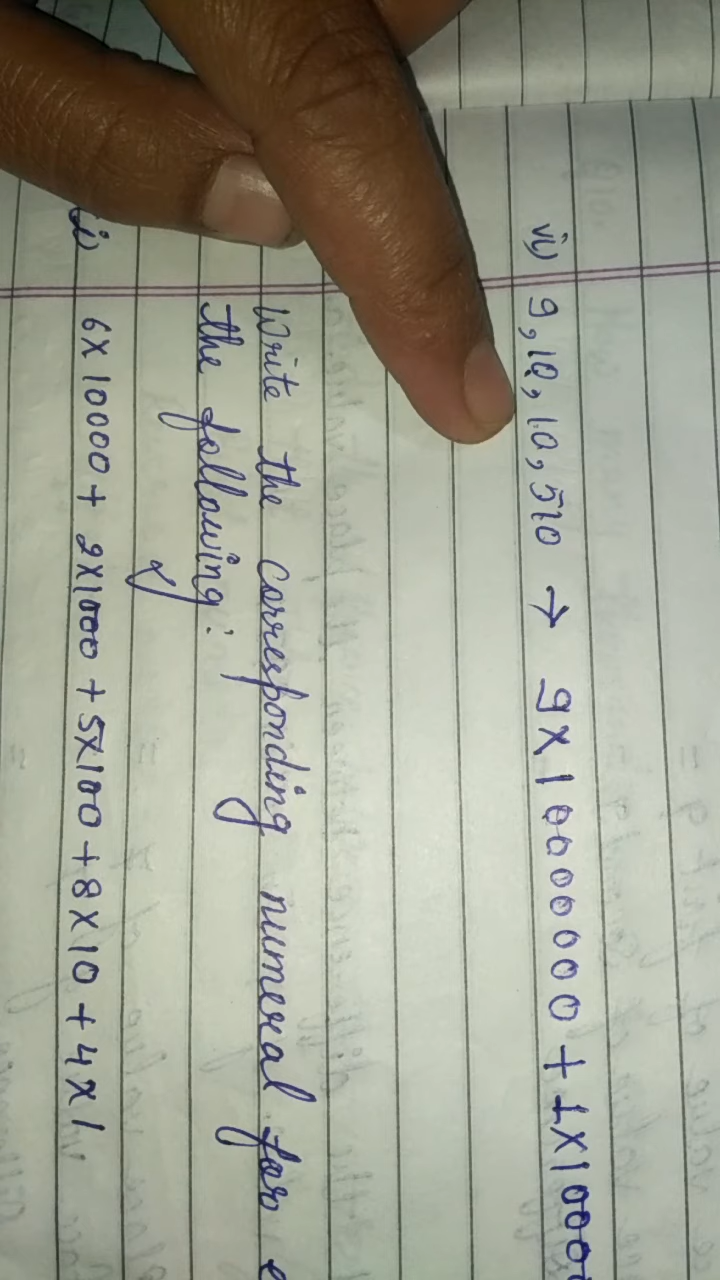 vi) 9,10,10,510 → 9×10000000 + 1×1000
Write the corresponding numeral for
the following:
i) 6×10000 + 2×1000 + 5×100 + 8×10 + 4×1